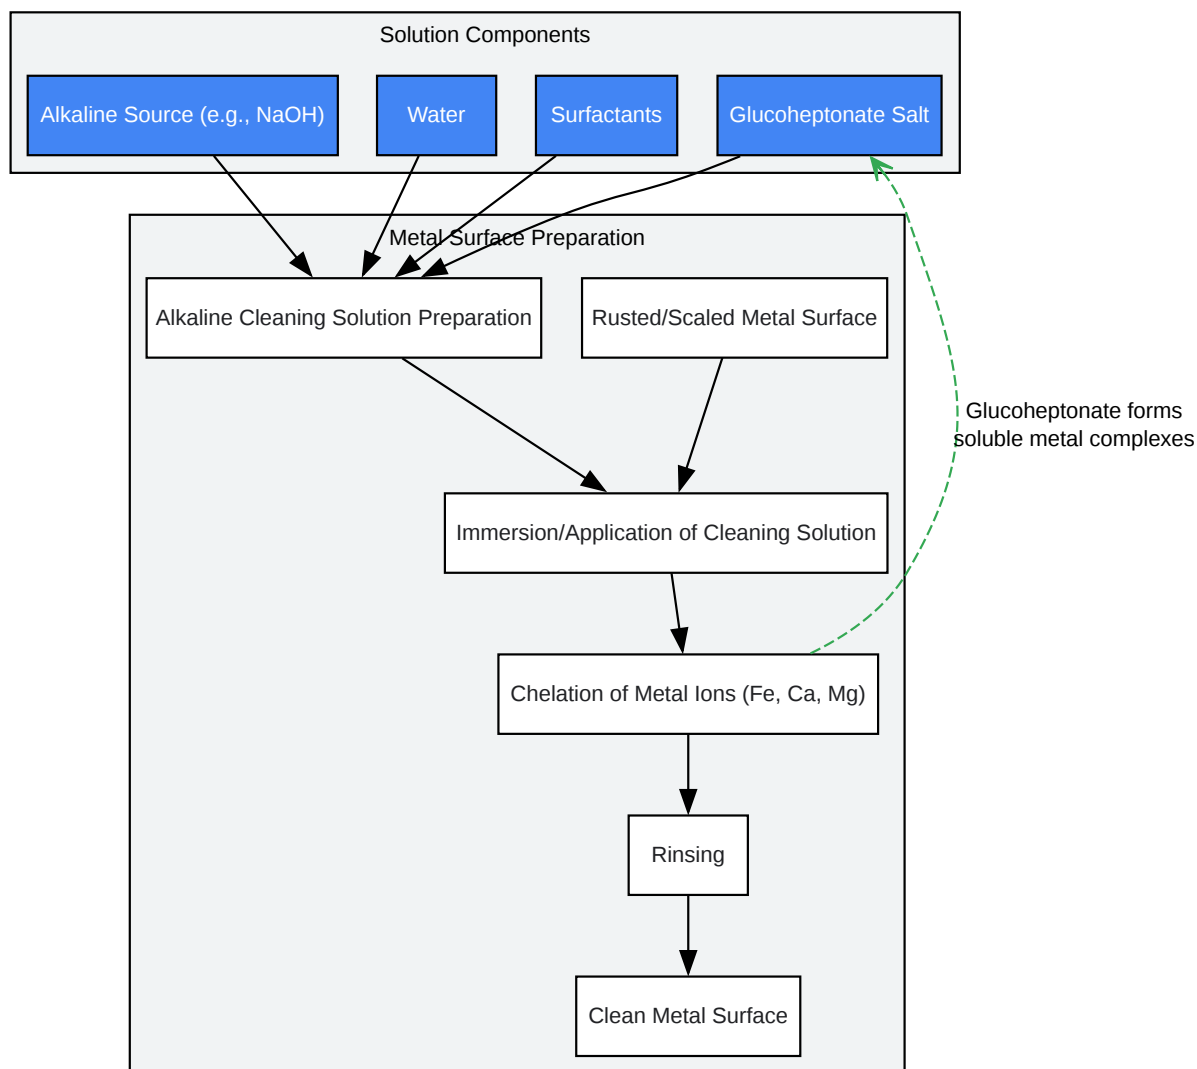 Solution Components
Alkaline Source (e.g., NaOH)
Water
Surfactants
Glucoheptonate Salt
Metal Surface Preparation
Alkaline Cleaning Solution Preparation
Rusted/Scaled Metal Surface
Glucoheptonate forms
soluble metal complexes
Immersion/Application of Cleaning Solution
Chelation of Metal Ions (Fe, Ca, Mg)
Rinsing
Clean Metal Surface